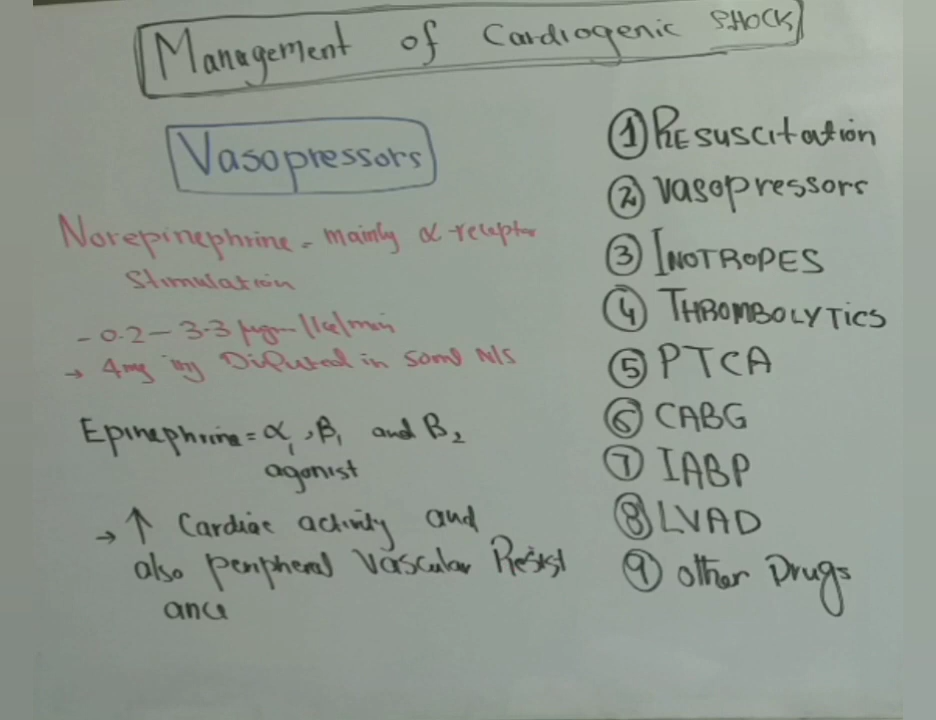 Management of Cardiogenic SHOCK
Vasopressors
Norepinephrine = mainly α-receptor
Stimulation
- 0.2 - 3.3 μgm/kg/min
→ 4mg inj Diluted in 50ml N/S
Epinephrine = α₁, β₁ and β₂
agonist
→ ↑ Cardiac activity and
also peripheral Vascular Resist
ance
① RESuscitation
② Vasopressors
③ INOTROPES
④ THROMBOLYTICS
⑤ PTCA
⑥ CABG
⑦ IABP
⑧ LVAD
⑨ other Drugs